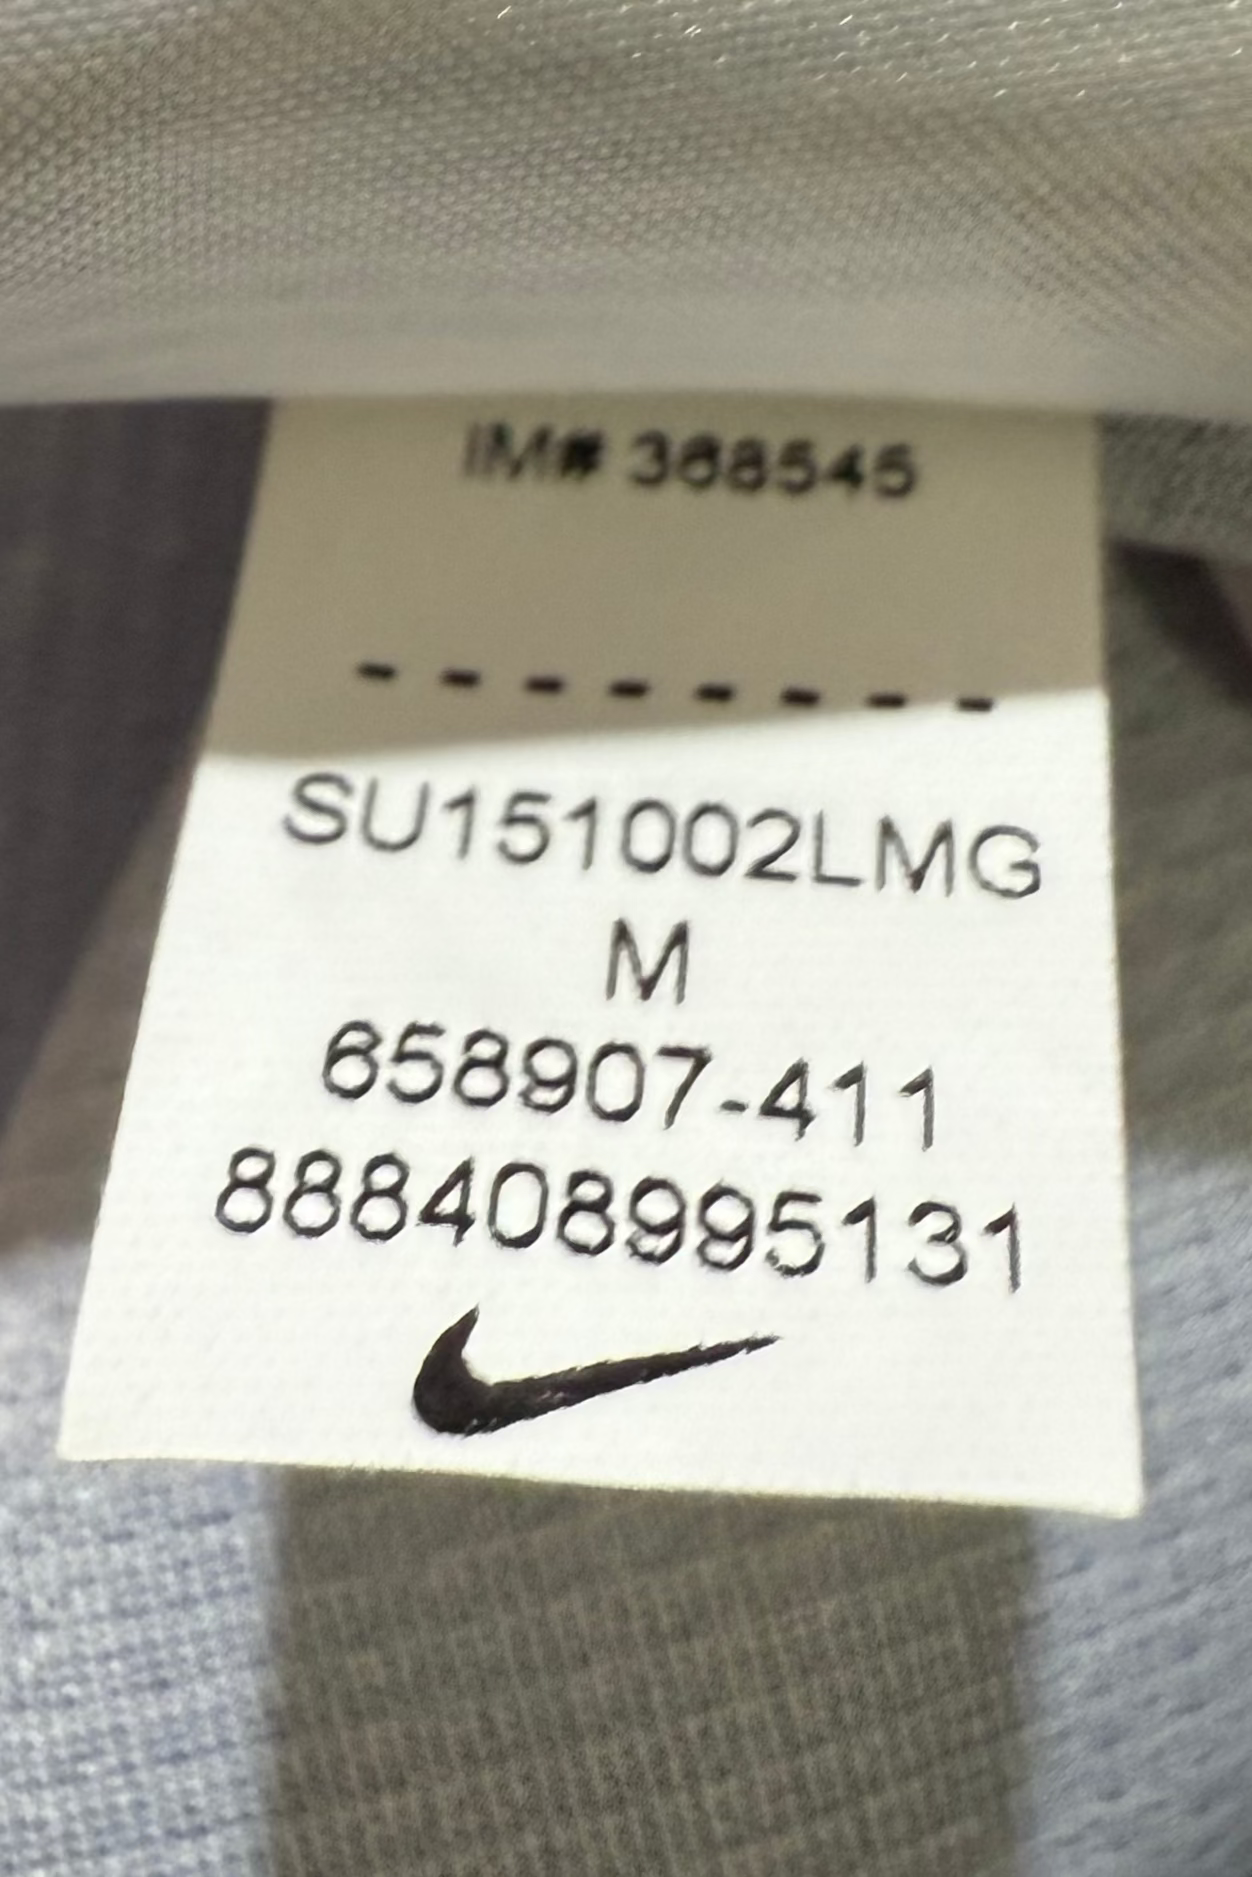 IM# 368545
--------
SU151002LMG
M
658907-411
888408995131